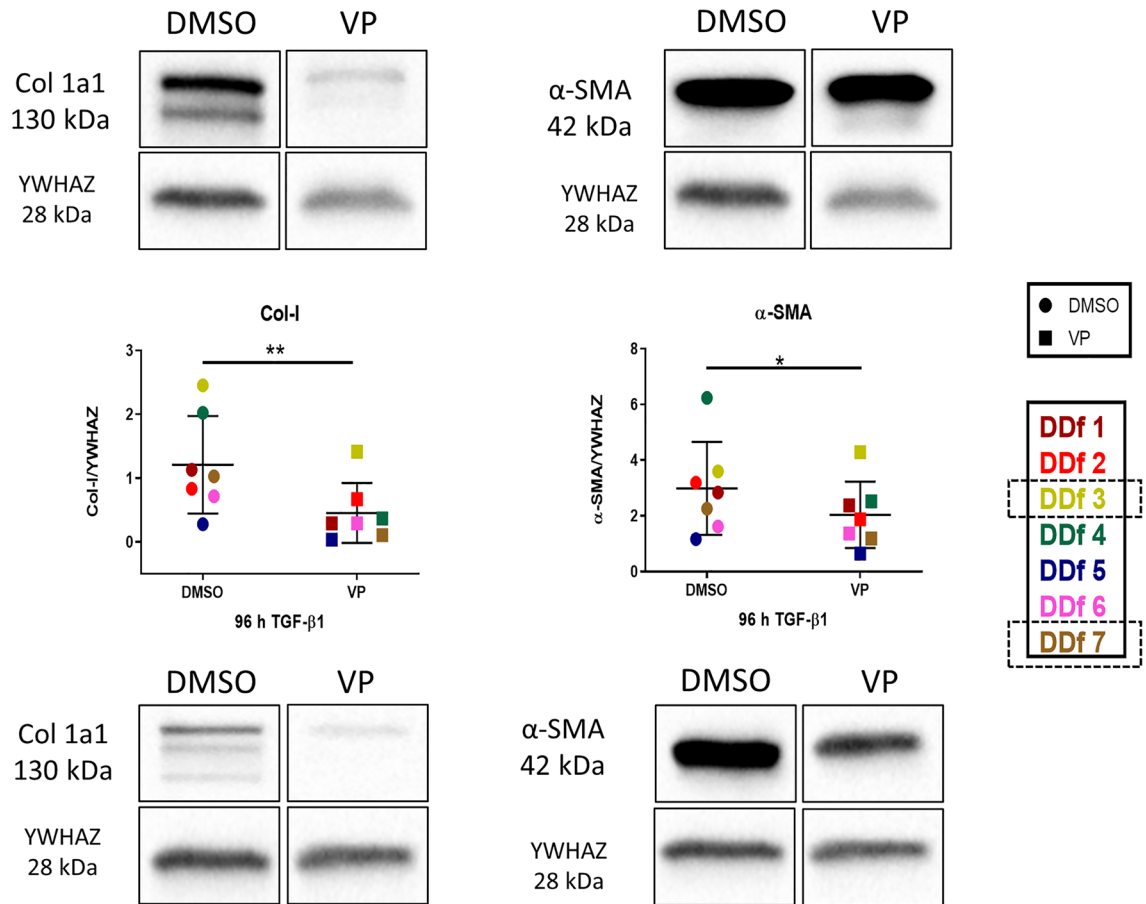 DMSO VP
Col 1a1
130 kDa
YWHAZ
28 kDa
DMSO VP
α-SMA
42 kDa
YWHAZ
28 kDa
Col-I
**
3
2
1
0
Col-I/YWHAZ
DMSO VP
96 h TGF-β1
α-SMA
*
8
6
4
2
0
α-SMA/YWHAZ
DMSO VP
96 h TGF-β1
DMSO
VP
DDf 1
DDf 2
DDf 3
DDf 4
DDf 5
DDf 6
DDf 7
DMSO VP
Col 1a1
130 kDa
YWHAZ
28 kDa
DMSO VP
α-SMA
42 kDa
YWHAZ
28 kDa